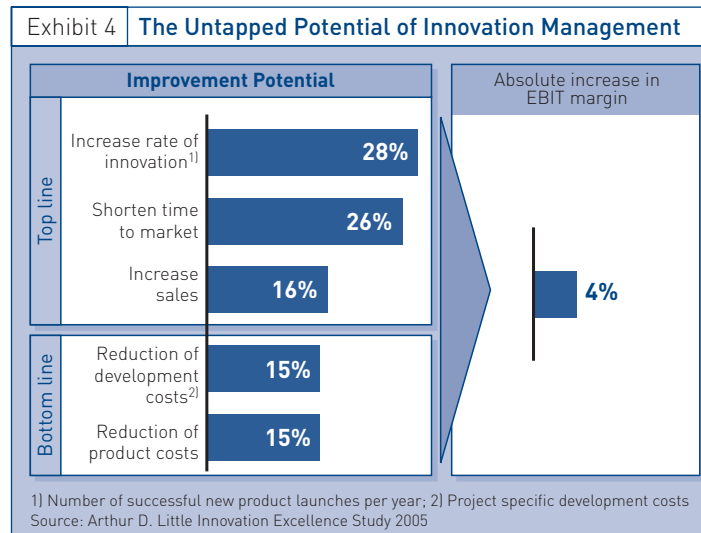 Exhibit 4
The Untapped Potential of Innovation Management
Improvement Potential
Top line
Increase rate of
innovation1)
28%
Shorten time
to market
26%
Increase
sales
16%
Bottom line
Reduction of
development
costs2)
15%
Reduction of
product costs
15%
Absolute increase in
EBIT margin
4%
1) Number of successful new product launches per year; 2) Project specific development costs
Source: Arthur D. Little Innovation Excellence Study 2005